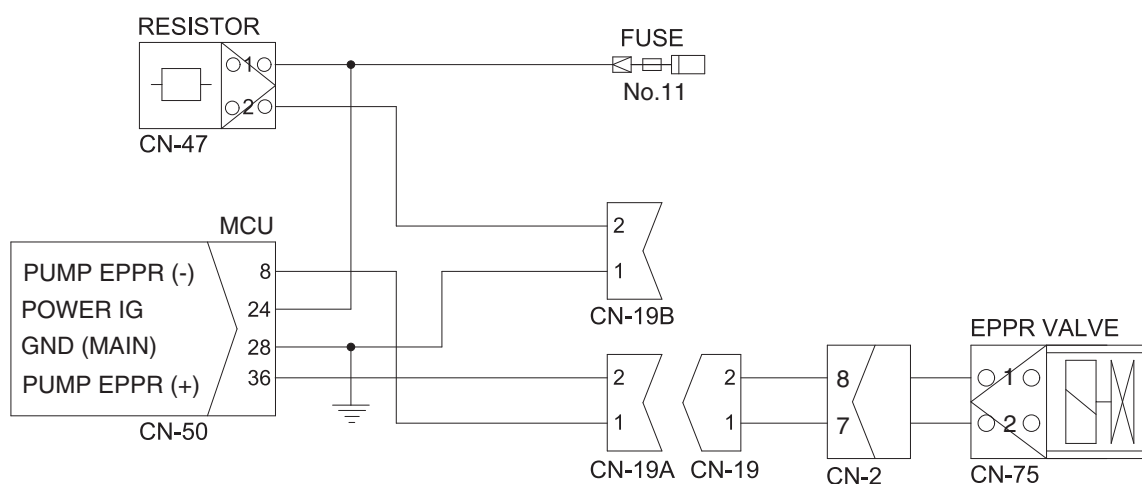 RESISTOR
1
2
CN-47
FUSE
No.11
MCU
PUMP EPPR (-) 8
POWER IG 24
GND (MAIN) 28
PUMP EPPR (+) 36
CN-50
2
1
CN-19B
2
1
CN-19A
2
1
CN-19
8
7
CN-2
EPPR VALVE
1
2
CN-75